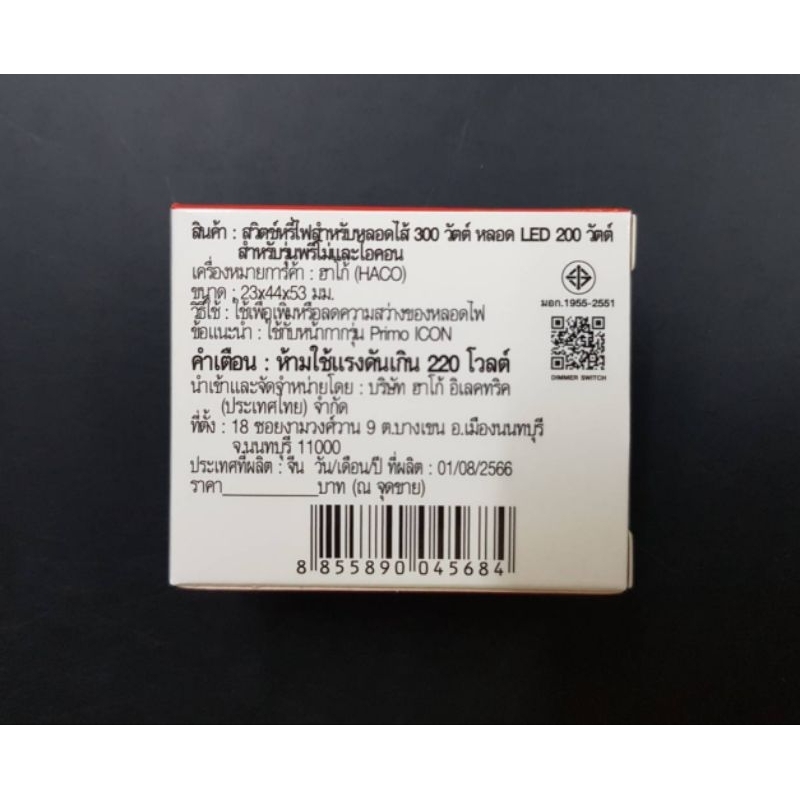 สินค้า : สวิตช์หรี่ไฟสำหรับหลอดไส้ 300 วัตต์ หลอด LED 200 วัตต์
สำหรับรุ่นพรีโม่และไอคอน
เครื่องหมายการค้า : ฮาโก้ (HACO)
ขนาด : 23x44x53 มม.
วิธีใช้ : ใช้เพื่อเพิ่มหรือลดความสว่างของหลอดไฟ
ข้อแนะนำ : ใช้กับหน้ากากรุ่น Primo ICON
คำเตือน : ห้ามใช้แรงดันเกิน 220 โวลต์
นำเข้าและจัดจำหน่ายโดย : บริษัท ฮาโก้ อิเลคทริค
(ประเทศไทย) จำกัด
ที่ตั้ง : 18 ซอยงามวงศ์วาน 9 ต.บางเขน อ.เมืองนนทบุรี
จ.นนทบุรี 11000
ประเทศที่ผลิต : จีน วัน/เดือน/ปี ที่ผลิต : 01/08/2566
ราคา__________บาท (ณ จุดขาย)
มอก.1955-2551
DIMMER SWITCH
8 855890 045684